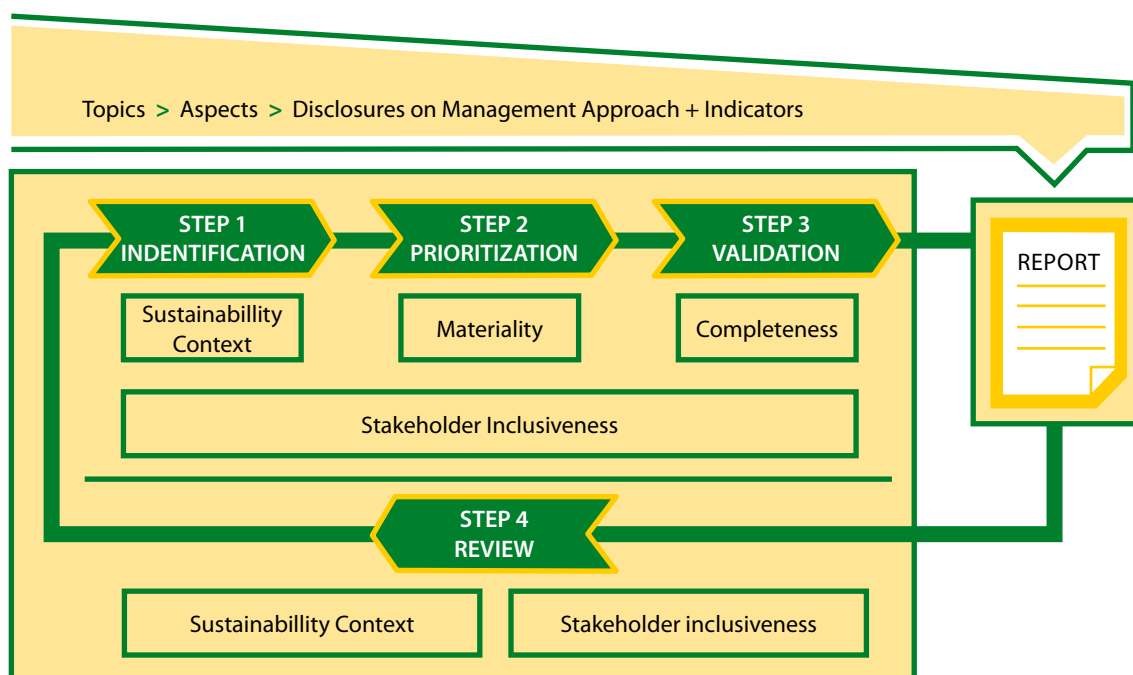 Topics > Aspects > Disclosures on Management Approach + Indicators
STEP 1
INDENTIFICATION
STEP 2
PRIORITIZATION
STEP 3
VALIDATION
REPORT
Sustainabillity
Context
Materiality
Completeness
Stakeholder Inclusiveness
STEP 4
REVIEW
Sustainabillity Context
Stakeholder inclusiveness